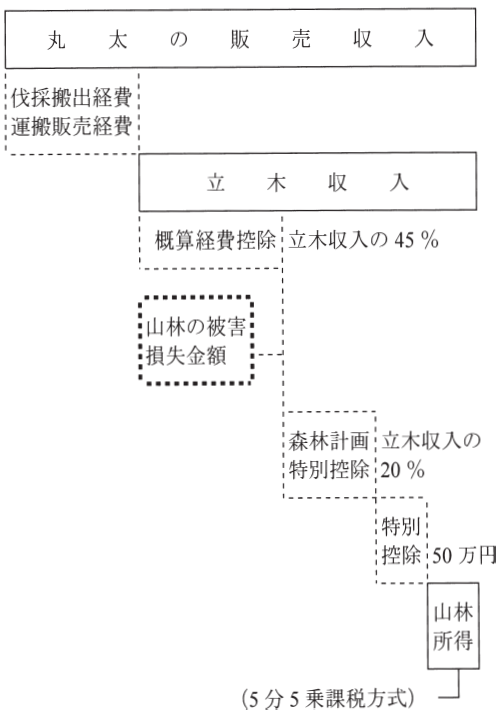 丸太の販売収入
伐採搬出経費
運搬販売経費
立木収入
概算経費控除 立木収入の 45 %
山林の被害
損失金額
森林計画 立木収入の
特別控除 20 %
特別
控除 50 万円
山林
所得
(5 分 5 乗課税方式)